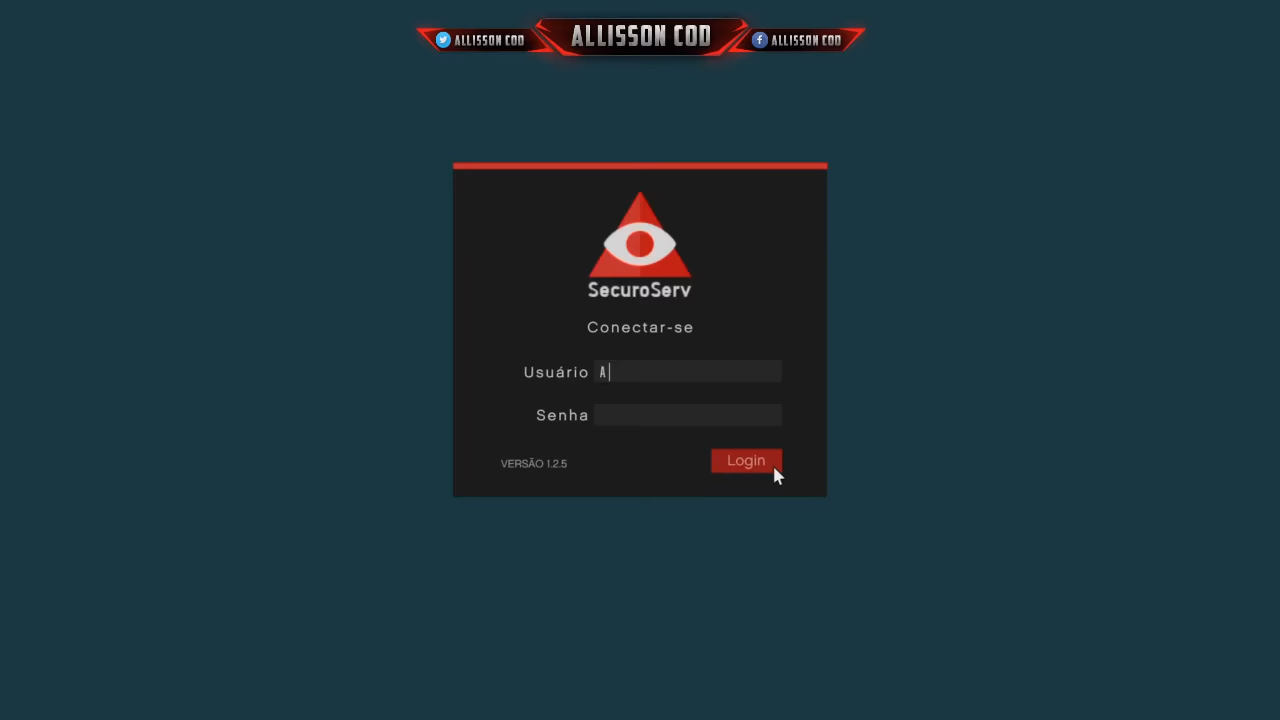 ALLISSON COD
ALLISSON COD
ALLISSON COD
SecuroServ
Conectar-se
Usuário A
Senha
VERSÃO 1.2.5
Login